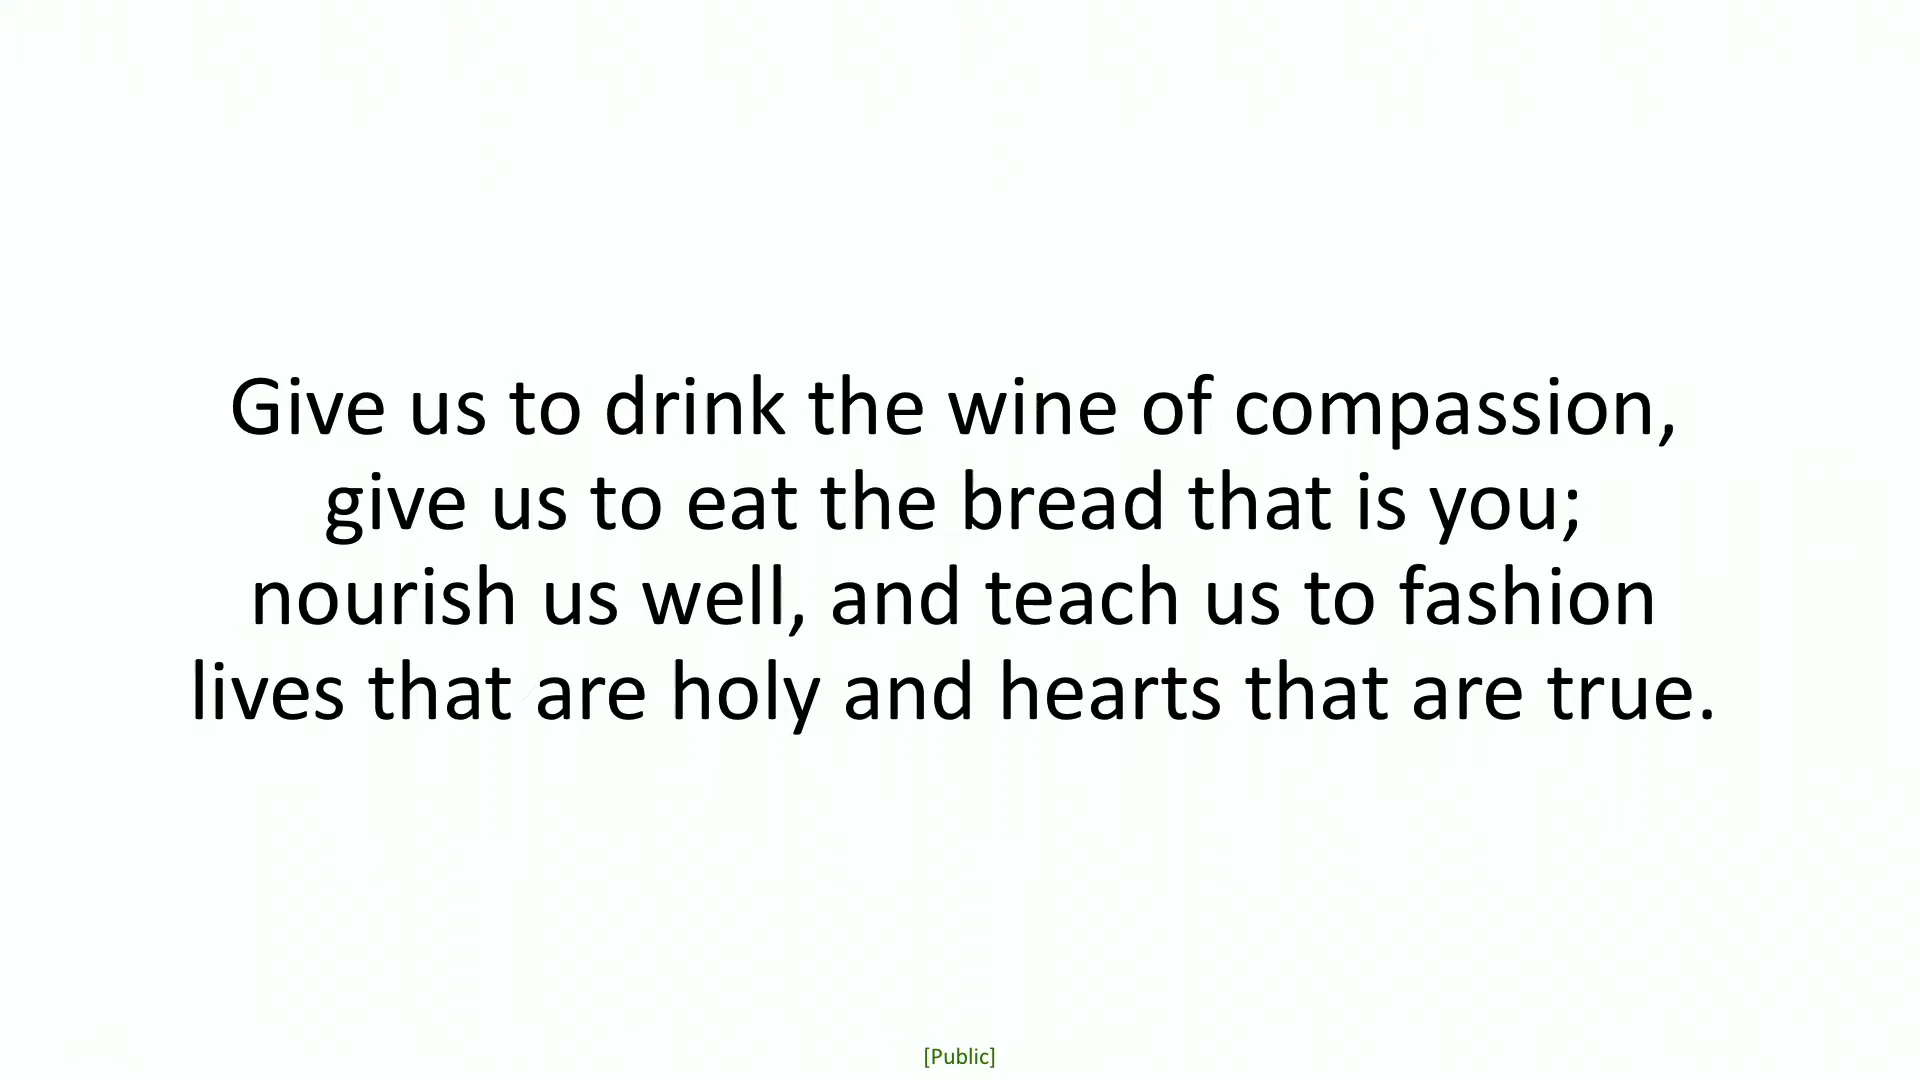 Give us to drink the wine of compassion,
give us to eat the bread that is you;
nourish us well, and teach us to fashion
lives that are holy and hearts that are true.
[Public]